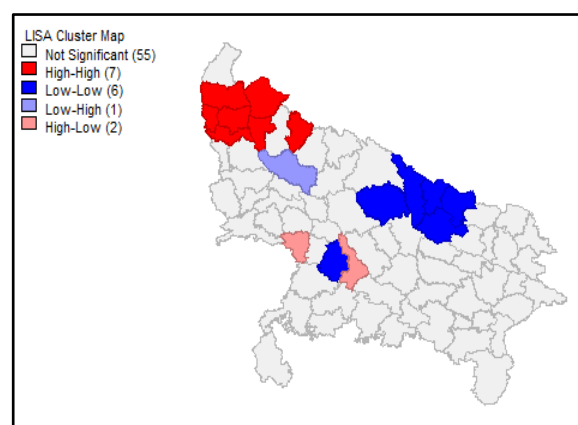 LISA Cluster Map
Not Significant (55)
High-High (7)
Low-Low (6)
Low-High (1)
High-Low (2)